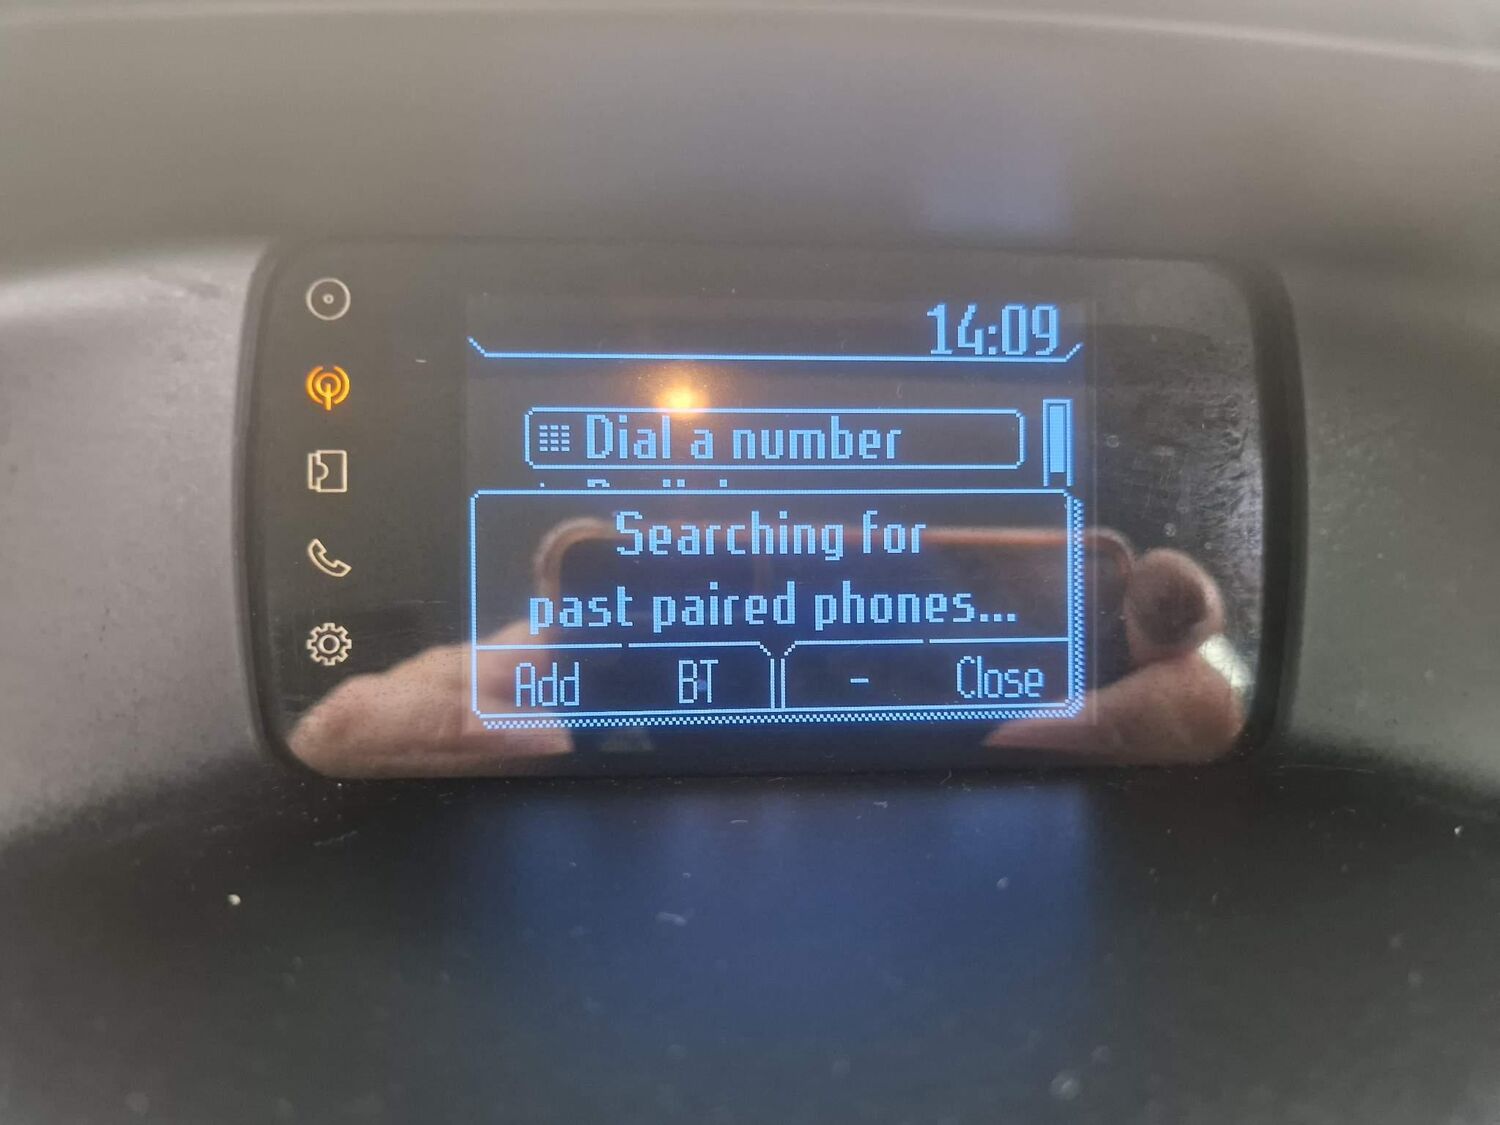 14:09
Dial a number
Searching for
past paired phones...
Add BT - Close